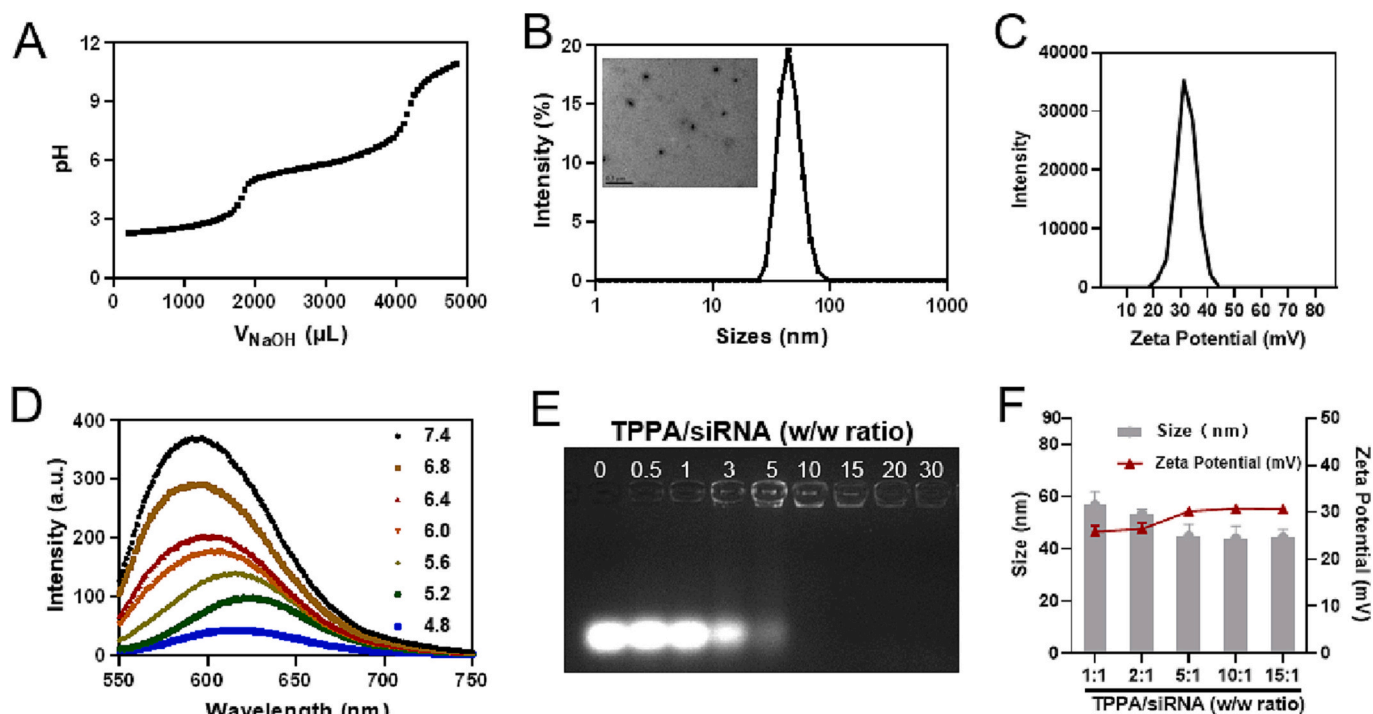 A
12
9
6
3
0
pH
0 1000 2000 3000 4000 5000
VNaOH (µL)
B
20
15
10
5
0
Intensity (%)
1 10 100 1000
Sizes (nm)
C
40000
30000
20000
10000
0
Intensity
10 20 30 40 50 60 70 80
Zeta Potential (mV)
D
400
300
200
100
0
Intensity (a.u.)
7.4
6.8
6.4
6.0
5.6
5.2
4.8
550 600 650 700 750
Wavelength (nm)
E
TPPA/siRNA (w/w ratio)
0 0.5 1 3 5 10 15 20 30
F
90
80
60
40
20
0
Size (nm)
Size ( nm )
Zeta Potential (mV)
50
40
30
20
10
0
Zeta Potential (mV)
1:1 2:1 5:1 10:1 15:1
TPPA/siRNA (w/w ratio)